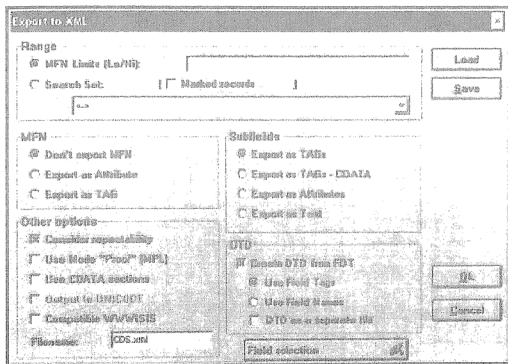 Export to XML
Range
MFN Limits (Lo/Hi):
Load
Search Set:
[ Marked records ]
Save
MFN
Don't export MFN
Export as Attribute
Export as TAG
Subfields
Export as TAGs
Export as TAGs - CDATA
Export as Attributes
Export as Text
Other options
Consider repeatability
Use Mode "Proof" (MPL)
Use CDATA sections
Output in UNICODE
Compatible WWWISIS
Filename: CDS.xml
DTD
Create DTD from FDT
Use Field Tags
Use Field Names
DTD as a separate file
Field selection
Ok
Cancel